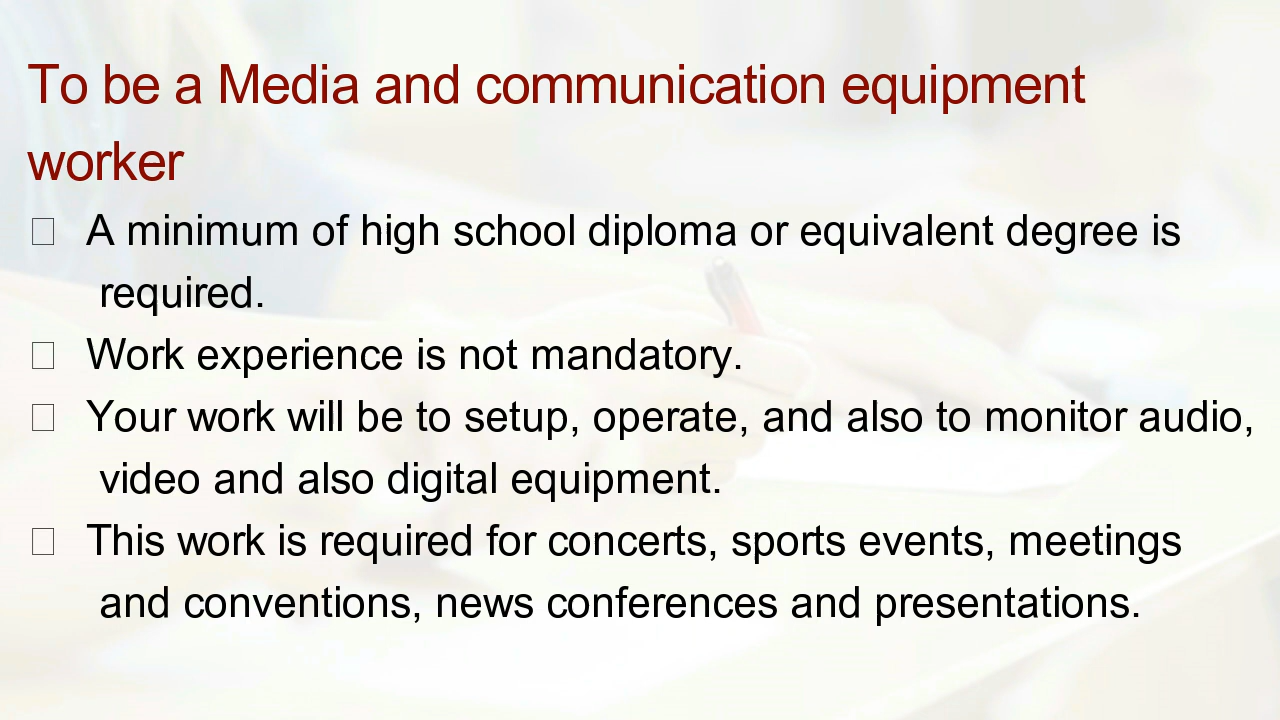 To be a Media and communication equipment
worker
□ A minimum of high school diploma or equivalent degree is
required.
□ Work experience is not mandatory.
□ Your work will be to setup, operate, and also to monitor audio,
video and also digital equipment.
□ This work is required for concerts, sports events, meetings
and conventions, news conferences and presentations.